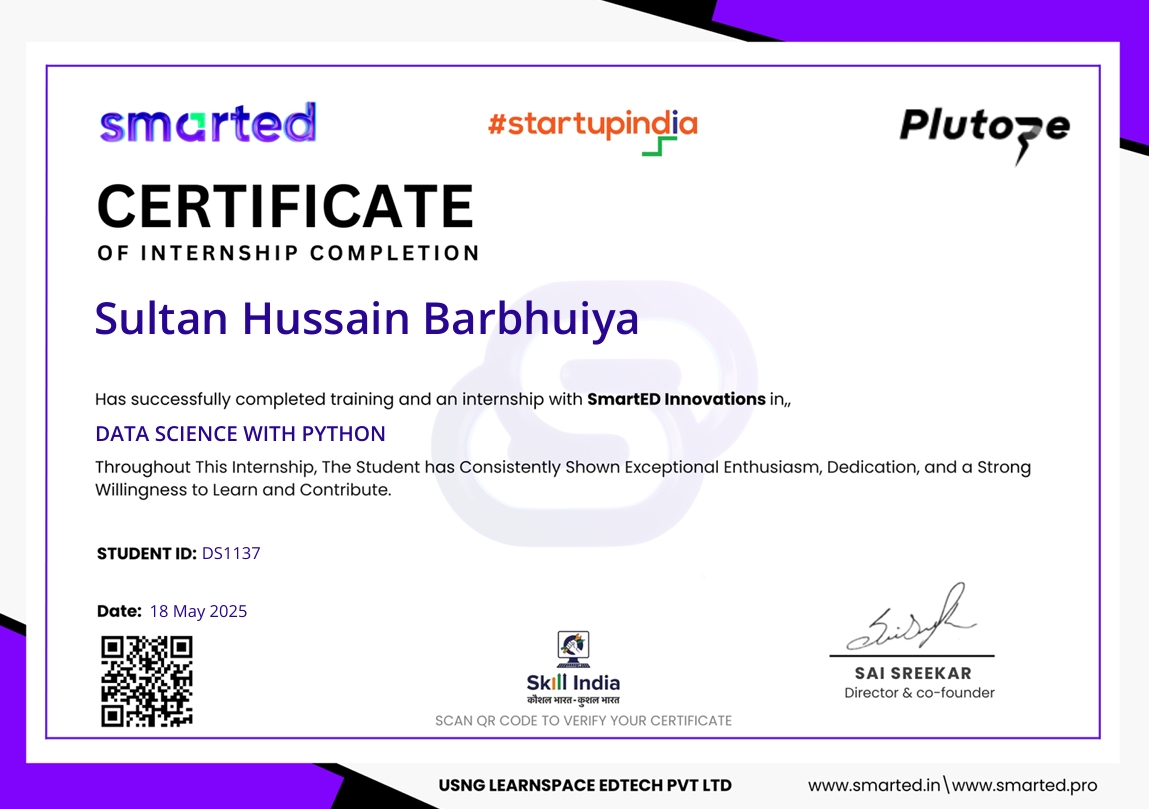 smarted
#startupindia
Plutoze
CERTIFICATE
OF INTERNSHIP COMPLETION
Sultan Hussain Barbhuiya
Has successfully completed training and an internship with SmartED Innovations in,,
DATA SCIENCE WITH PYTHON
Throughout This Internship, The Student has Consistently Shown Exceptional Enthusiasm, Dedication, and a Strong
Willingness to Learn and Contribute.
STUDENT ID: DS1137
Date: 18 May 2025
Skill India
कौशल भारत - कुशल भारत
SAI SREEKAR
Director & co-founder
SCAN QR CODE TO VERIFY YOUR CERTIFICATE
USNG LEARNSPACE EDTECH PVT LTD
www.smarted.in\www.smarted.pro